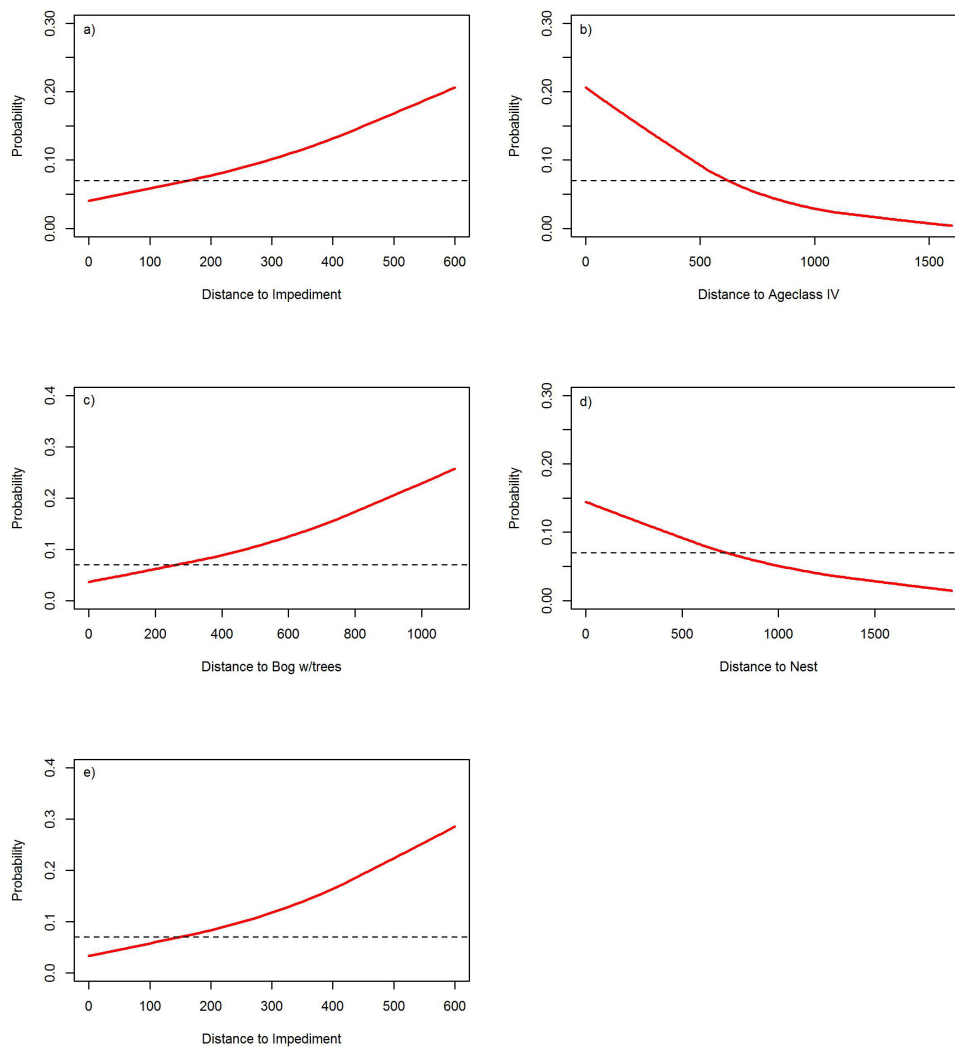 a)
0.30
0.20
0.10
0.00
Probability
0 100 200 300 400 500 600
Distance to Impediment
b)
0.30
0.20
0.10
0.00
Probability
0 500 1000 1500
Distance to Ageclass IV
c)
0.4
0.3
0.2
0.1
0.0
Probability
0 200 400 600 800 1000
Distance to Bog w/trees
d)
0.30
0.20
0.10
0.00
Probability
0 500 1000 1500
Distance to Nest
e)
0.4
0.3
0.2
0.1
0.0
Probability
0 100 200 300 400 500 600
Distance to Impediment